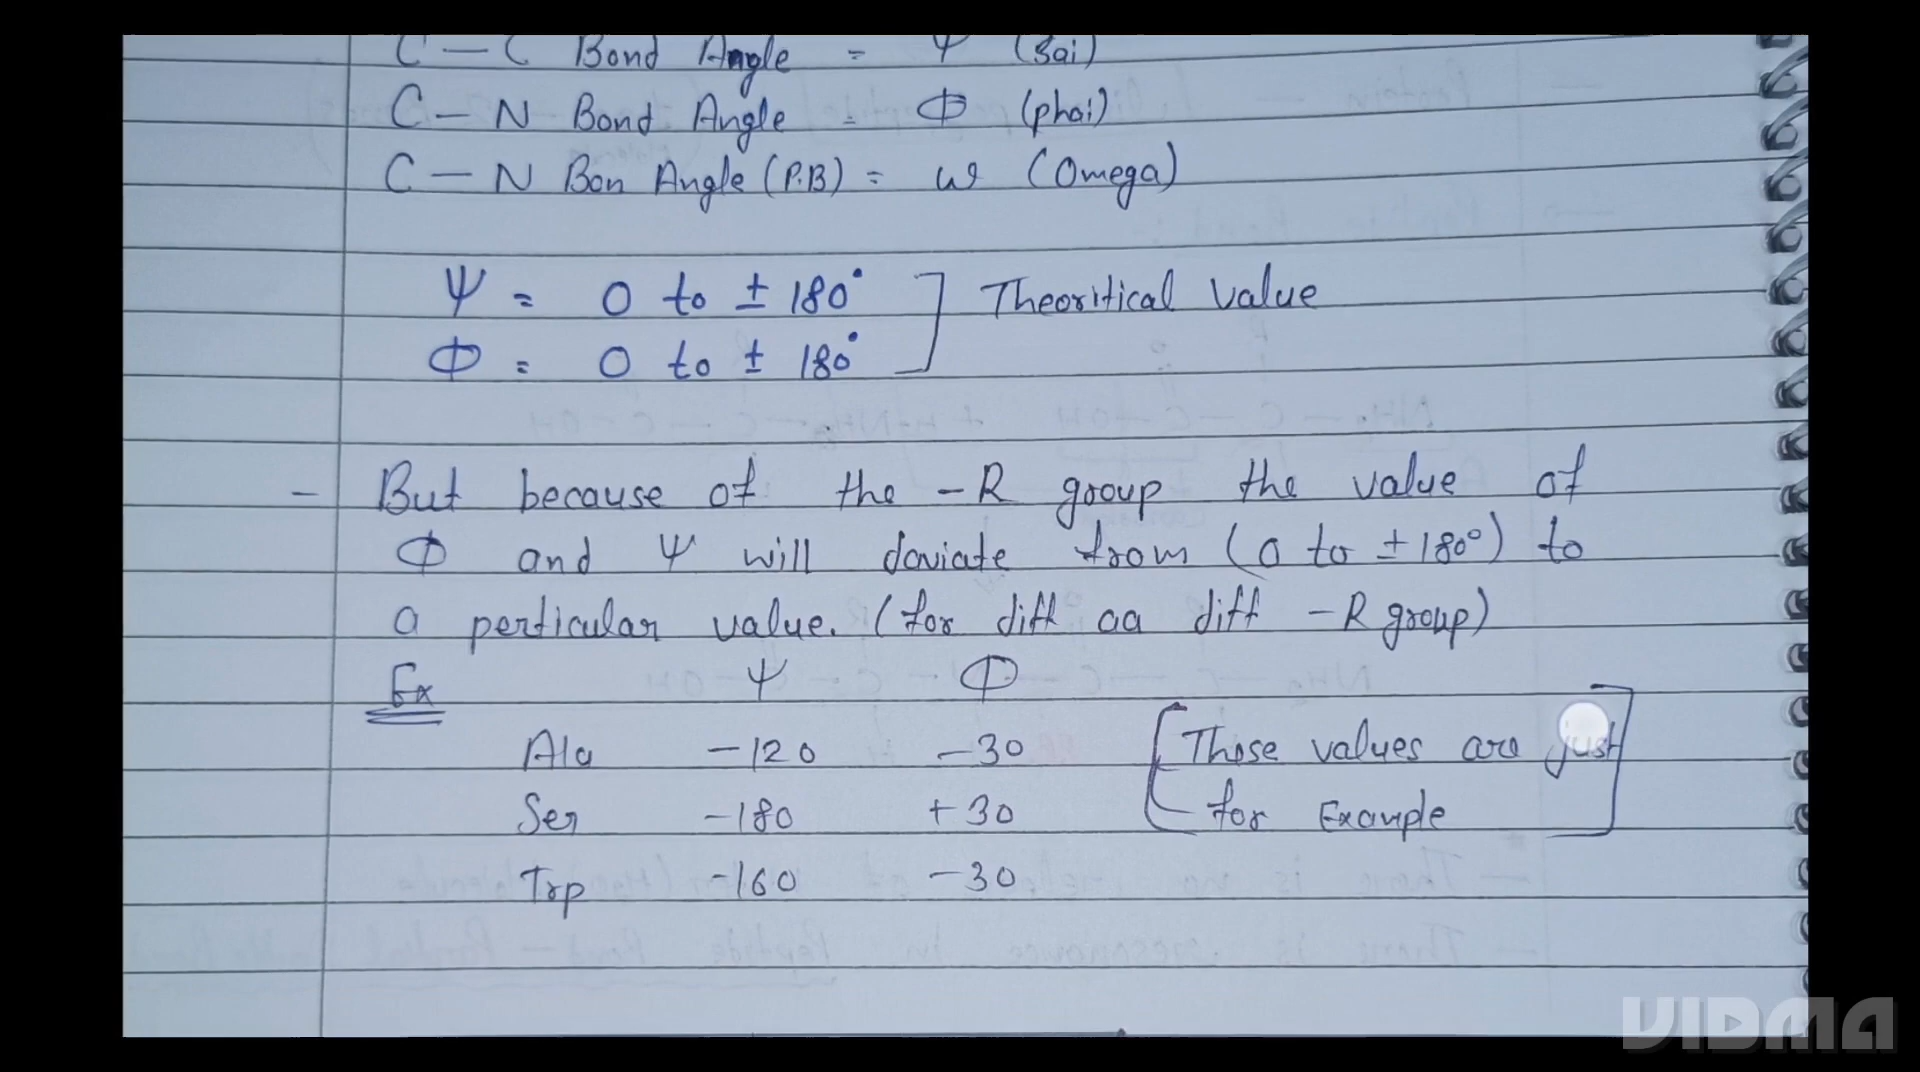 C - C Bond Angle = Ψ (Sai)
C - N Bond Angle = Φ (phai)
C - N Bon Angle (P.B) = ω (Omega)
Ψ = 0 to ± 180°
Φ = 0 to ± 180°
] Theoritical value
- But because of the -R group the value of
Φ and Ψ will daviate from (0 to ± 180°) to
a perticular value. (for diff aa diff -R group)
Ex Ψ Φ
Ala -120 -30 [These values are just
Ser -180 +30 for Example]
Trp -160 -30
VIDMA